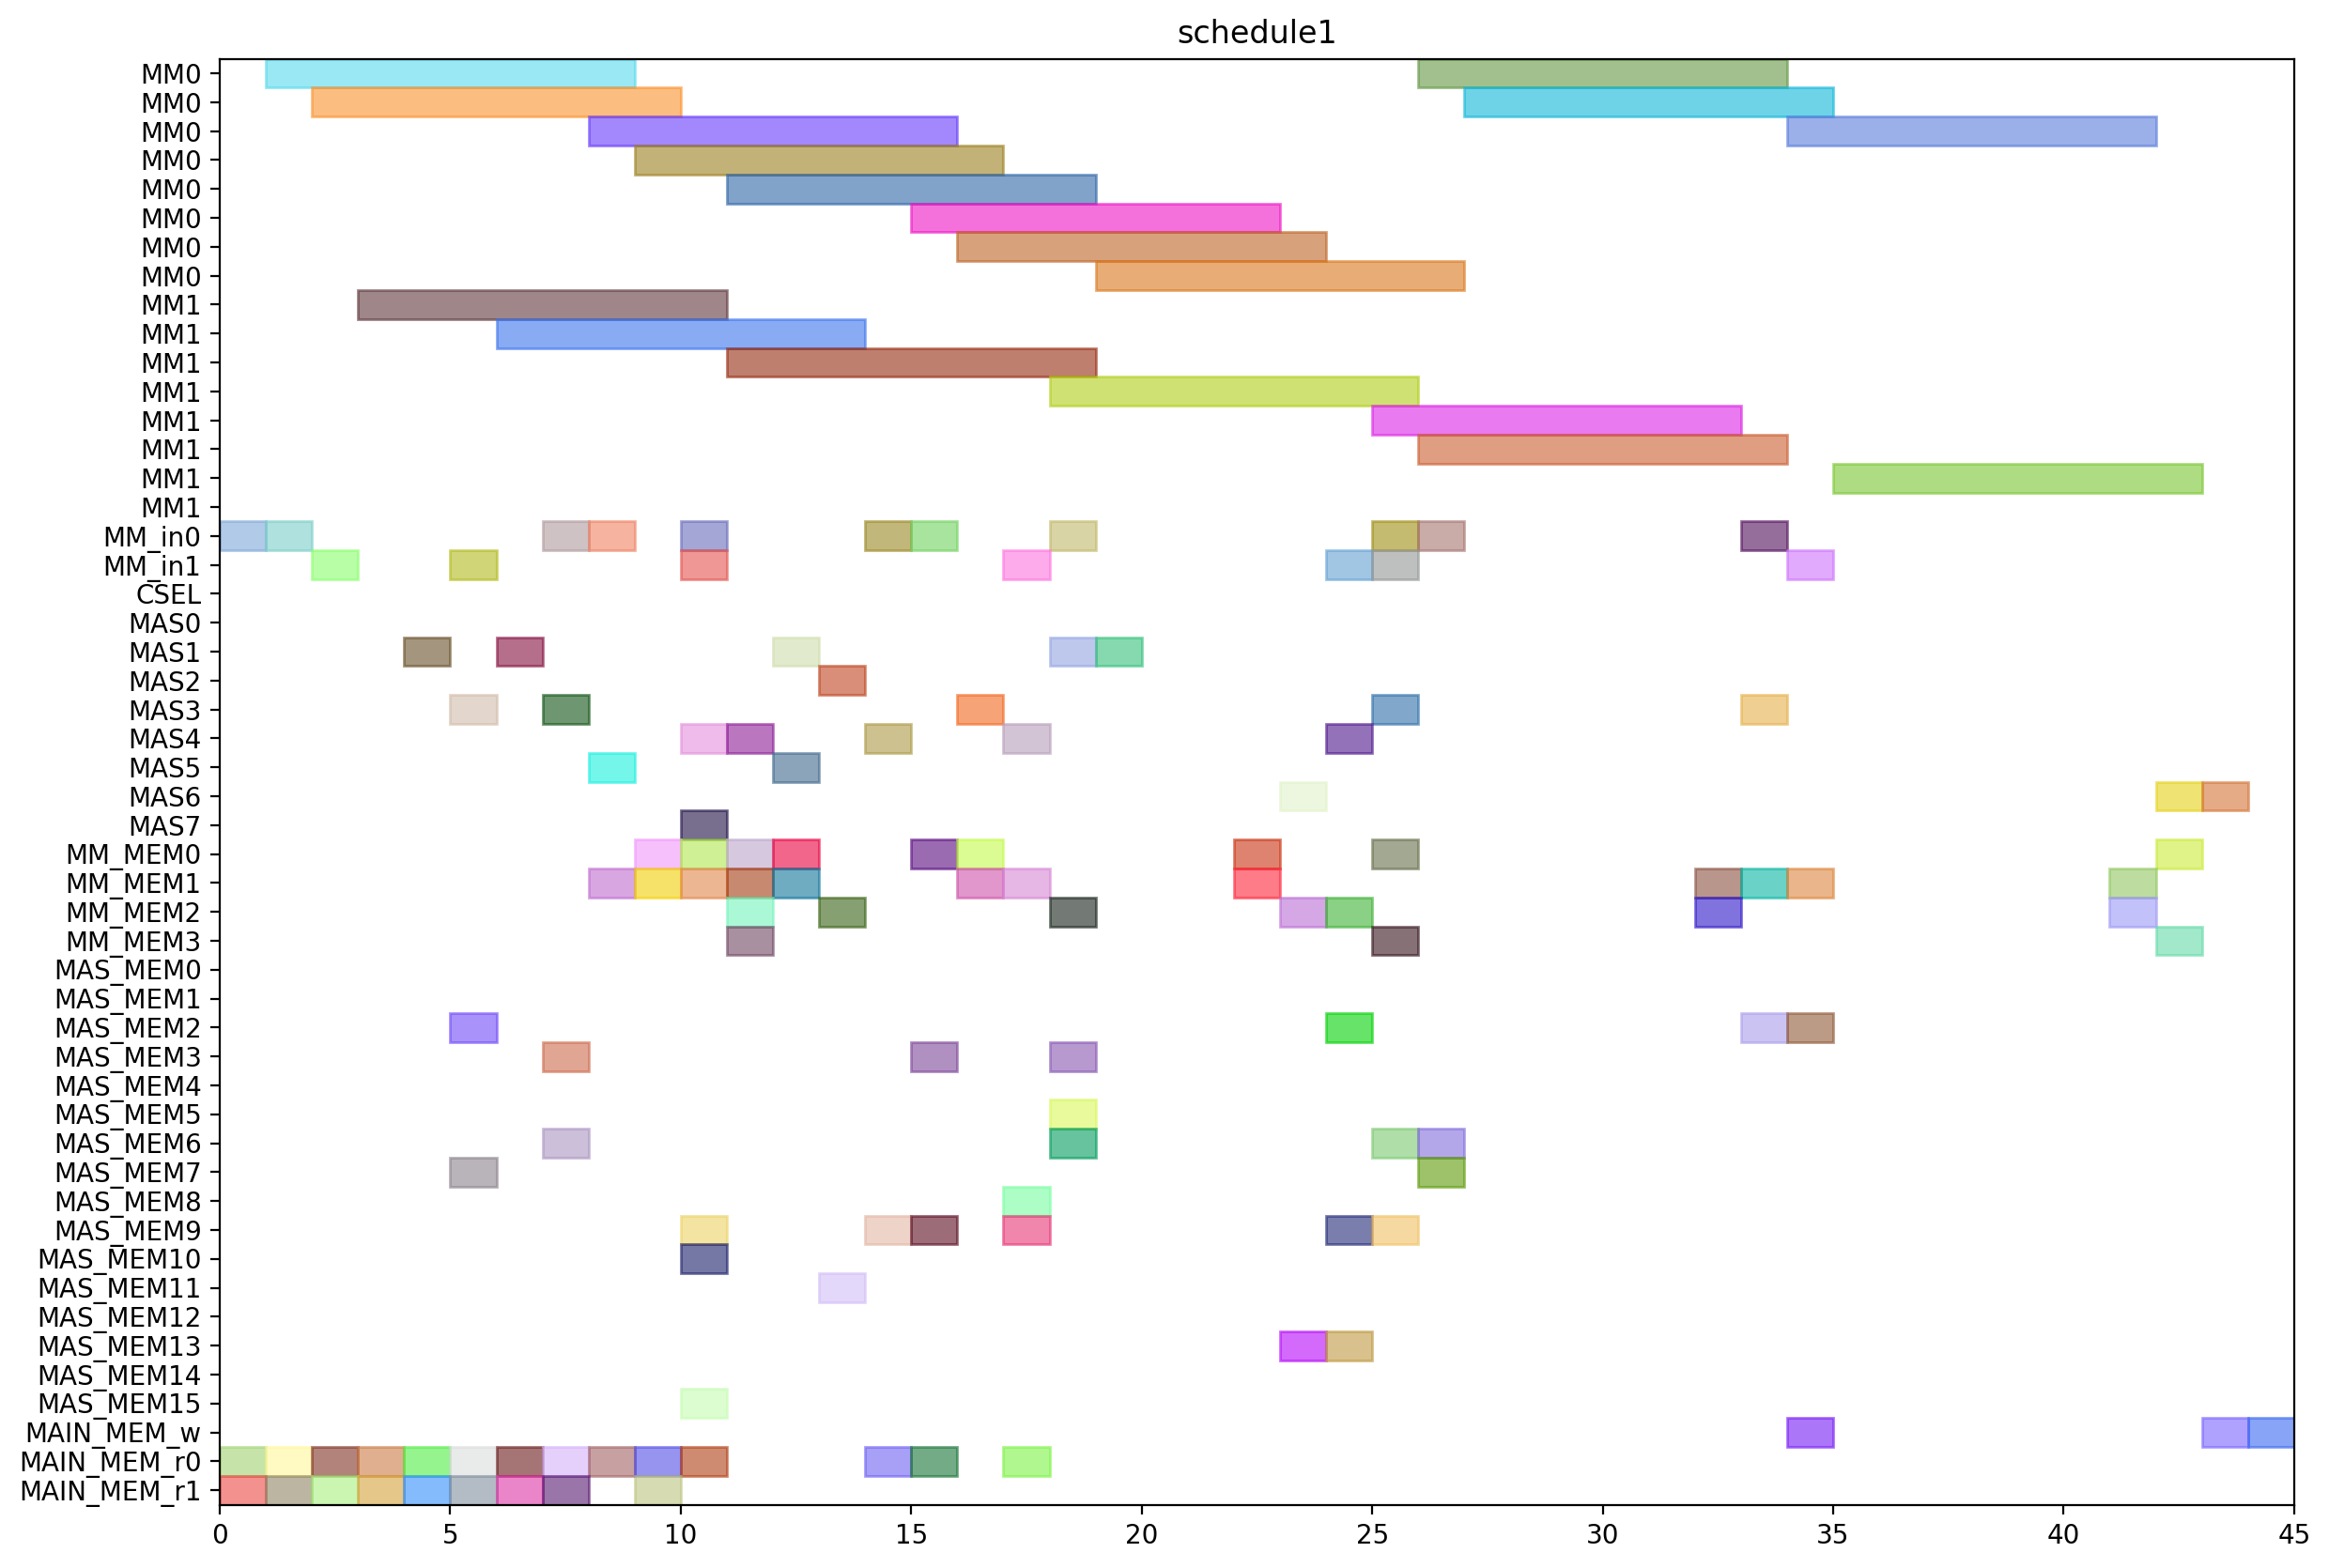 schedule1
MM0
MM0
MM0
MM0
MM0
MM0
MM0
MM0
MM1
MM1
MM1
MM1
MM1
MM1
MM1
MM1
MM_in0
MM_in1
CSEL
MAS0
MAS1
MAS2
MAS3
MAS4
MAS5
MAS6
MAS7
MM_MEM0
MM_MEM1
MM_MEM2
MM_MEM3
MAS_MEM0
MAS_MEM1
MAS_MEM2
MAS_MEM3
MAS_MEM4
MAS_MEM5
MAS_MEM6
MAS_MEM7
MAS_MEM8
MAS_MEM9
MAS_MEM10
MAS_MEM11
MAS_MEM12
MAS_MEM13
MAS_MEM14
MAS_MEM15
MAIN_MEM_w
MAIN_MEM_r0
MAIN_MEM_r1
0 5 10 15 20 25 30 35 40 45